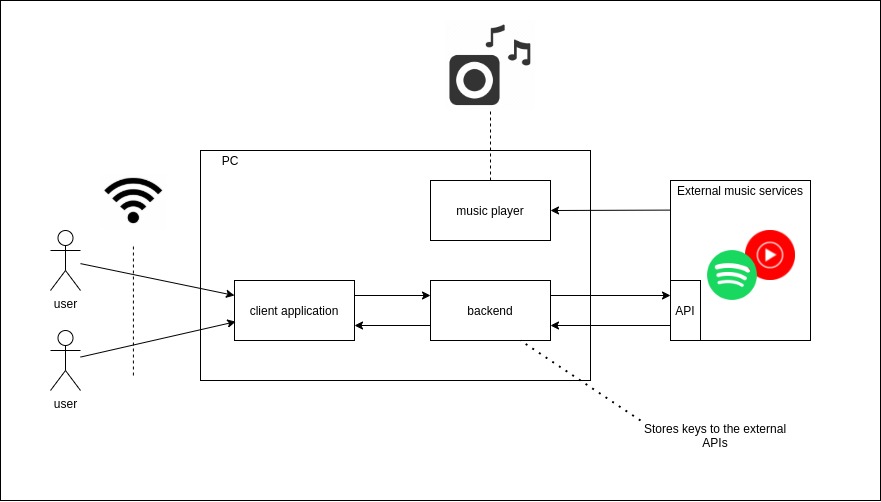 PC
music player
External music services
user
client application
backend
API
user
Stores keys to the external
APIs